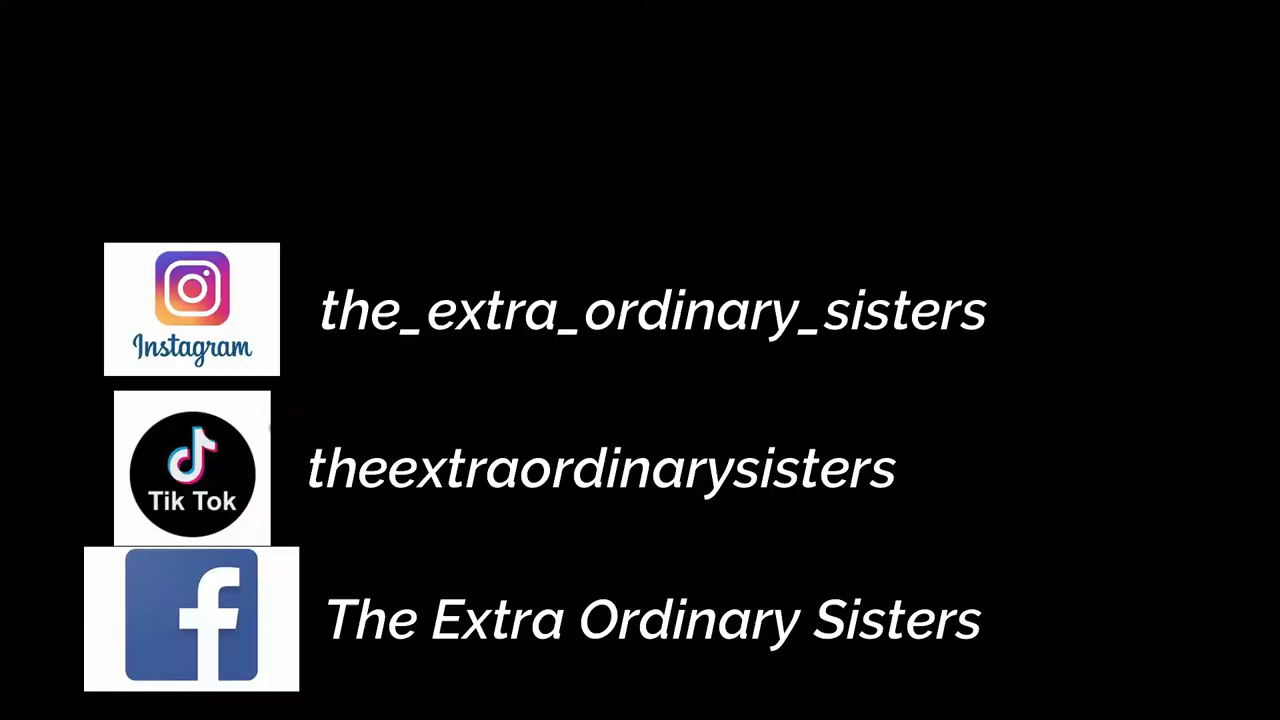 Instagram
the_extra_ordinary_sisters
Tik Tok
theextraordinarysisters
f
The Extra Ordinary Sisters